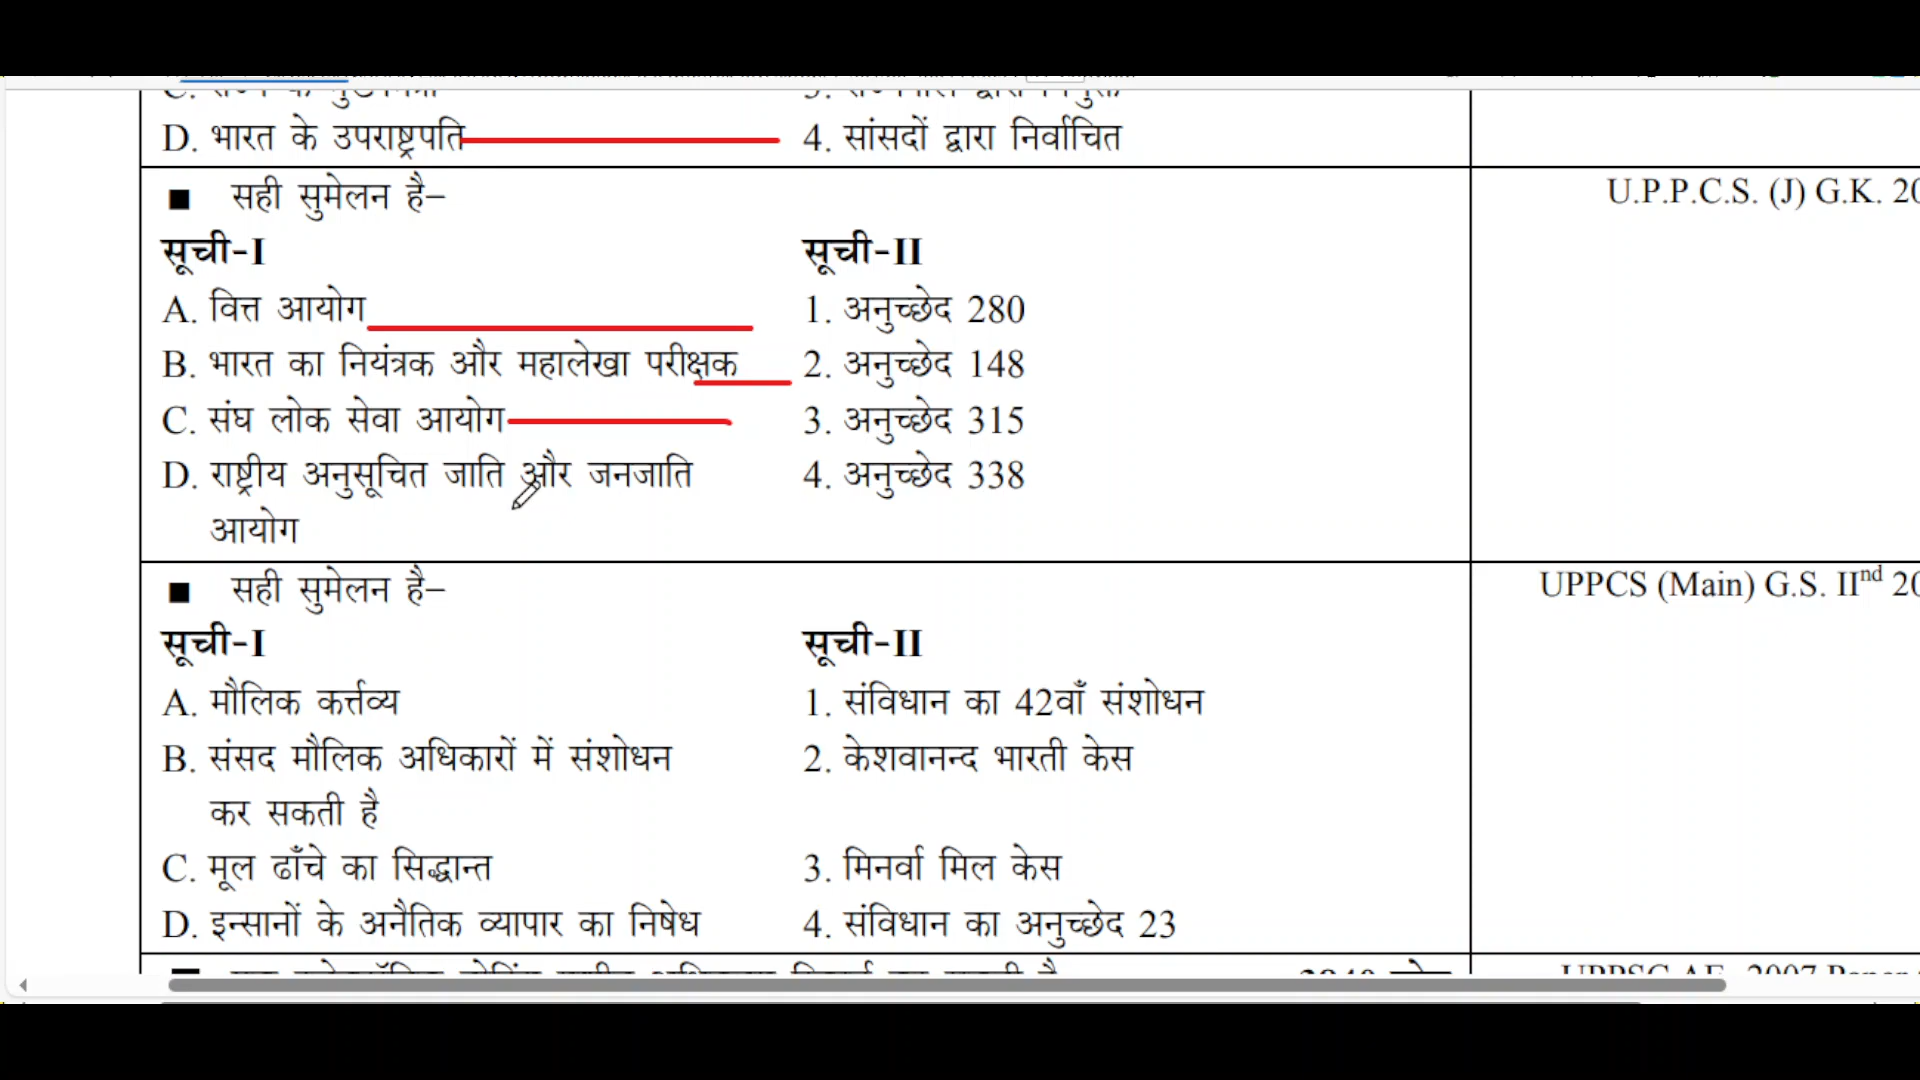 D. भारत के उपराष्ट्रपति 4. सांसदों द्वारा निर्वाचित
■ सही सुमेलन है– U.P.P.C.S. (J) G.K. 20
सूची-I सूची-II
A. वित्त आयोग 1. अनुच्छेद 280
B. भारत का नियंत्रक और महालेखा परीक्षक 2. अनुच्छेद 148
C. संघ लोक सेवा आयोग 3. अनुच्छेद 315
D. राष्ट्रीय अनुसूचित जाति और जनजाति 4. अनुच्छेद 338
आयोग
■ सही सुमेलन है– UPPCS (Main) G.S. IInd 20
सूची-I सूची-II
A. मौलिक कर्त्तव्य 1. संविधान का 42वाँ संशोधन
B. संसद मौलिक अधिकारों में संशोधन 2. केशवानन्द भारती केस
कर सकती है
C. मूल ढाँचे का सिद्धान्त 3. मिनर्वा मिल केस
D. इन्सानों के अनैतिक व्यापार का निषेध 4. संविधान का अनुच्छेद 23